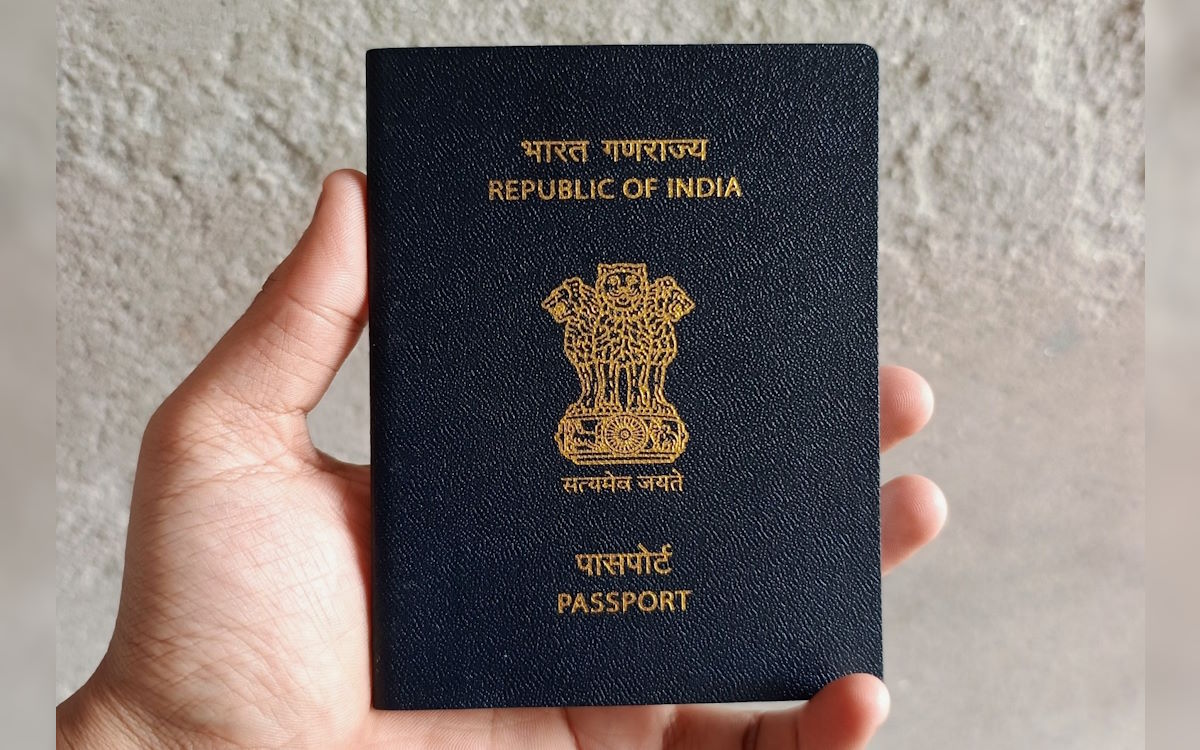 भारत गणराज्य
REPUBLIC OF INDIA
सत्यमेव जयते
पासपोर्ट
PASSPORT